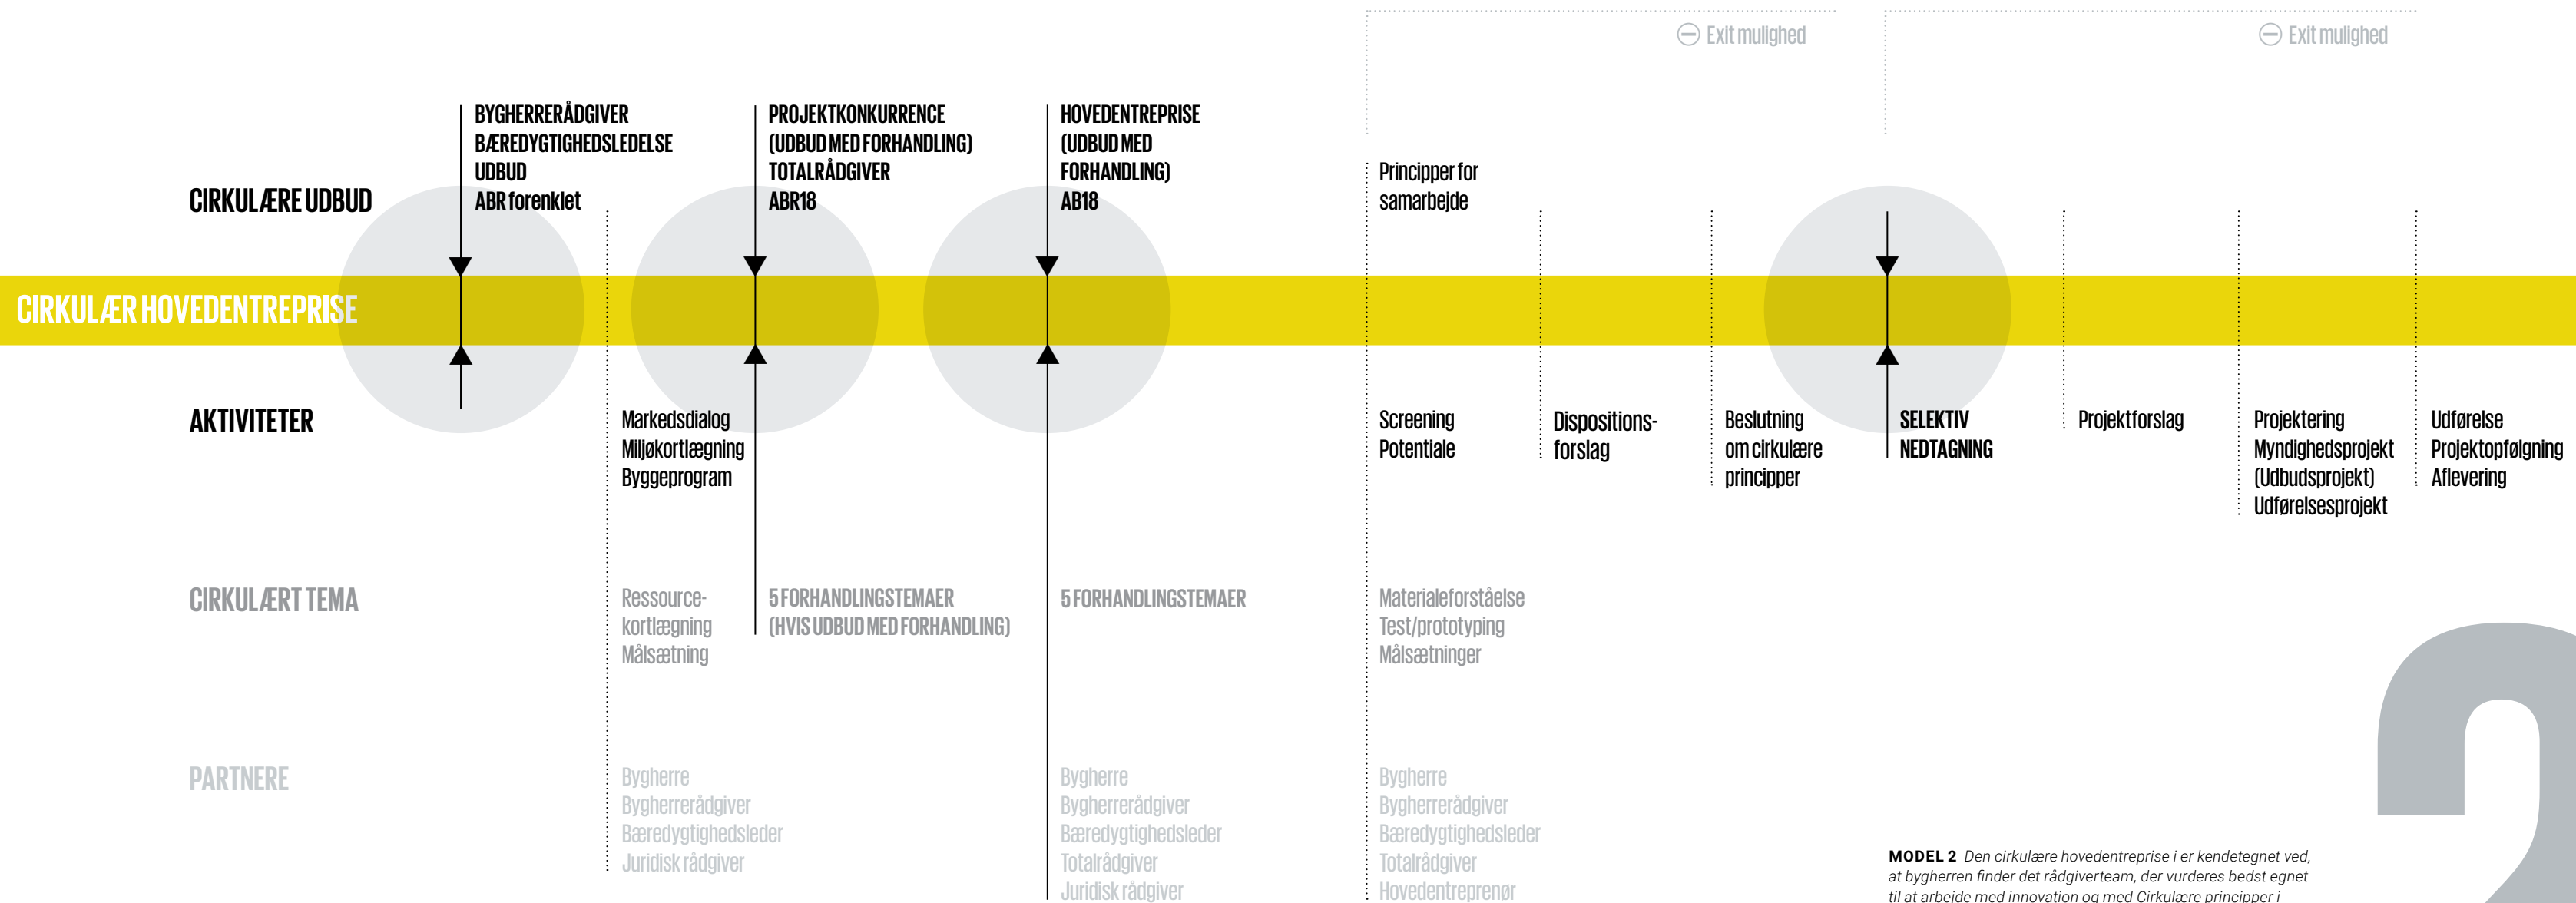 Exit mulighed
Exit mulighed
CIRKULÆRE UDBUD
BYGHERRERÅDGIVER
BÆREDYGTIGHEDSLEDELSE
UDBUD
ABR forenklet
PROJEKTKONKURRENCE
(UDBUD MED FORHANDLING)
TOTALRÅDGIVER
ABR18
HOVEDENTREPRISE
(UDBUD MED
FORHANDLING)
AB18
Principper for
samarbejde
CIRKULÆR HOVEDENTREPRISE
AKTIVITETER
Markedsdialog
Miljøkortlægning
Byggeprogram
Screening
Potentiale
Dispositions-
forslag
Beslutning
om cirkulære
principper
SELEKTIV
NEDTAGNING
Projektforslag
Projektering
Myndighedsprojekt
(Udbudsprojekt)
Udførelsesprojekt
Udførelse
Projektopfølgning
Aflevering
CIRKULÆRT TEMA
Ressource-
kortlægning
Målsætning
5 FORHANDLINGSTEMAER
(HVIS UDBUD MED FORHANDLING)
5 FORHANDLINGSTEMAER
Materialeforståelse
Test/prototyping
Målsætninger
PARTNERE
Bygherre
Bygherrerådgiver
Bæredygtighedsleder
Juridisk rådgiver
Bygherre
Bygherrerådgiver
Bæredygtighedsleder
Totalrådgiver
Juridisk rådgiver
Bygherre
Bygherrerådgiver
Bæredygtighedsleder
Totalrådgiver
Hovedentreprenør
MODEL 2 Den cirkulære hovedentreprise i er kendetegnet ved,
at bygherren finder det rådgiverteam, der vurderes bedst egnet
til at arbejde med innovation og med Cirkulære principper i
2